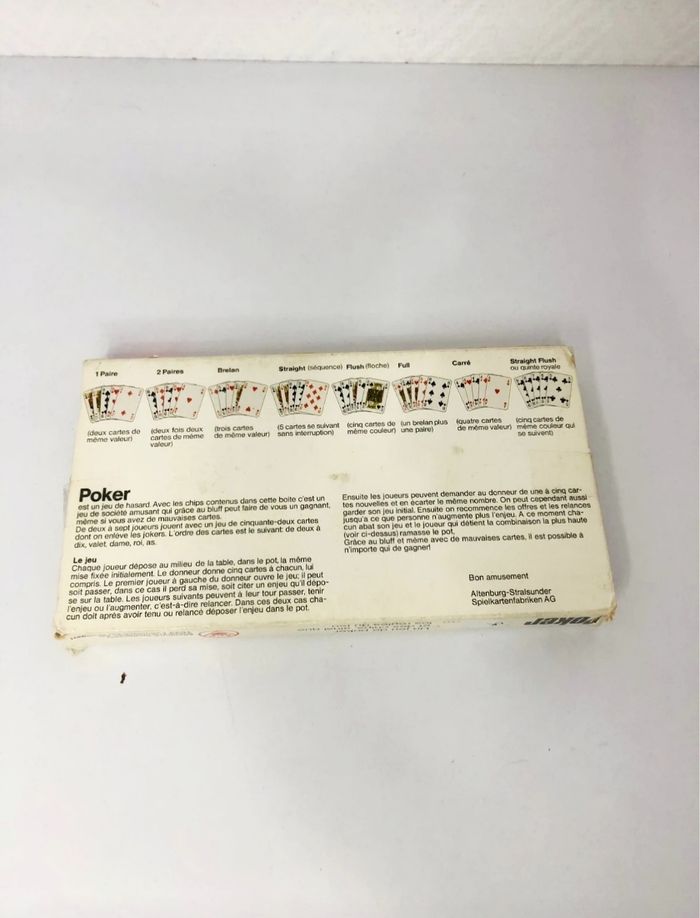 1 Paire
2 Paires
Brelan
Straight (séquence)
Flush (floche)
Full
Carré
Straight Flush
ou quinte royale
(deux cartes de
même valeur)
(deux fois deux
cartes de même
valeur)
(trois cartes
de même valeur)
(5 cartes se suivant
sans interruption)
(cinq cartes de
même couleur)
(un brelan plus
une paire)
(quatre cartes
de même valeur)
(cinq cartes de
même couleur qui
se suivent)
Poker
est un jeu de hasard. Avec les chips contenus dans cette boite c'est un
jeu de société amusant qui grâce au bluff peut faire de vous un gagnant,
même si vous avez de mauvaises cartes.
De deux à sept joueurs jouent avec un jeu de cinquante-deux cartes
dont on enlève les jokers. L'ordre des cartes est le suivant: de deux à
dix, valet, dame, roi, as.
Le jeu
Chaque joueur dépose au milieu de la table, dans le pot, la même
mise fixée initialement. Le donneur donne cinq cartes à chacun, lui
compris. Le premier joueur à gauche du donneur ouvre le jeu; il peut
soit passer, dans ce cas il perd sa mise, soit citer un enjeu qu'il dépo-
se sur la table. Les joueurs suivants peuvent à leur tour passer, tenir
l'enjeu ou l'augmenter, c'est-à-dire relancer. Dans ces deux cas cha-
cun doit après avoir tenu ou relancé déposer l'enjeu dans le pot.
Ensuite les joueurs peuvent demander au donneur de une à cinq car-
tes nouvelles et en écarter le même nombre. On peut cependant aussi
garder son jeu initial. Ensuite on recommence les offres et les relances
jusqu'a ce que personne n'augmente plus l'enjeu. A ce moment cha-
cun abat son jeu et le joueur qui détient la combinaison la plus haute
(voir ci-dessus) ramasse le pot.
Grâce au bluff et même avec de mauvaises cartes, il est possible à
n'importe qui de gagner!
Bon amusement
Altenburg-Stralsunder
Spielkartenfabriken AG
Poker